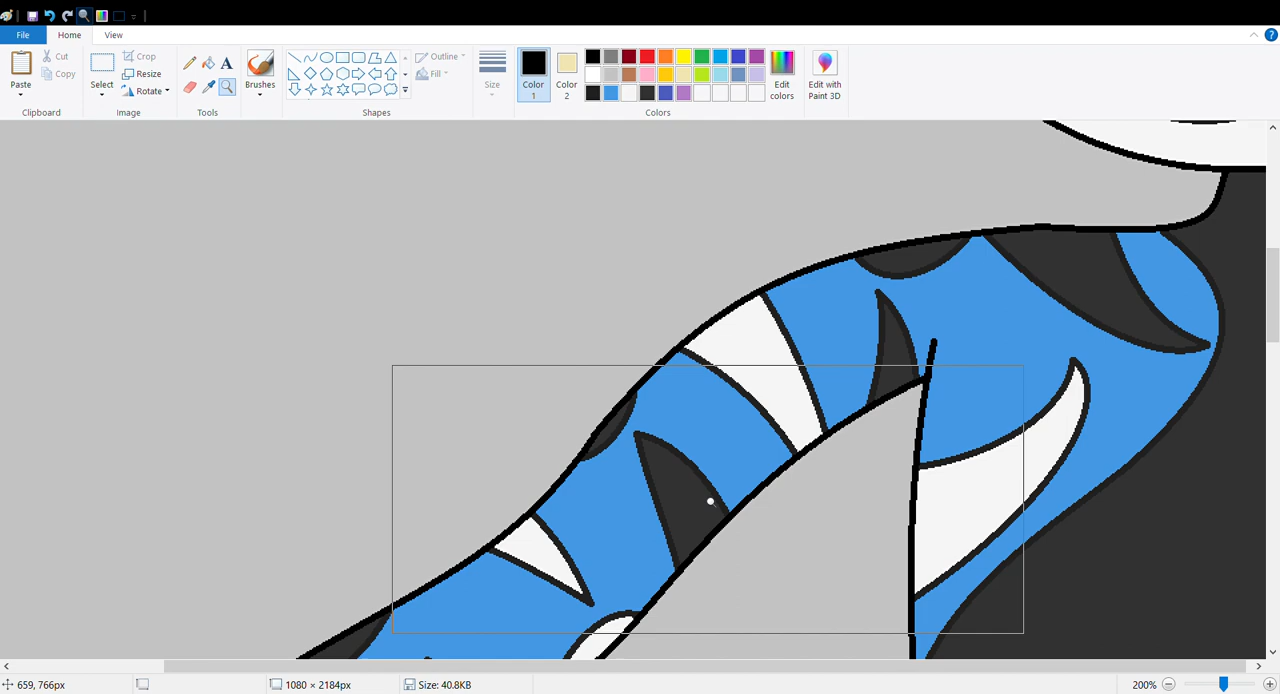 File Home View
Paste
Cut
Copy
Clipboard
Select
Crop
Resize
Rotate
Image
Tools
Brushes
Shapes
Outline
Fill
Size
Color 1
Color 2
Edit colors
Colors
Edit with Paint 3D
659, 766px
1080 × 2184px
Size: 40.8KB
200%